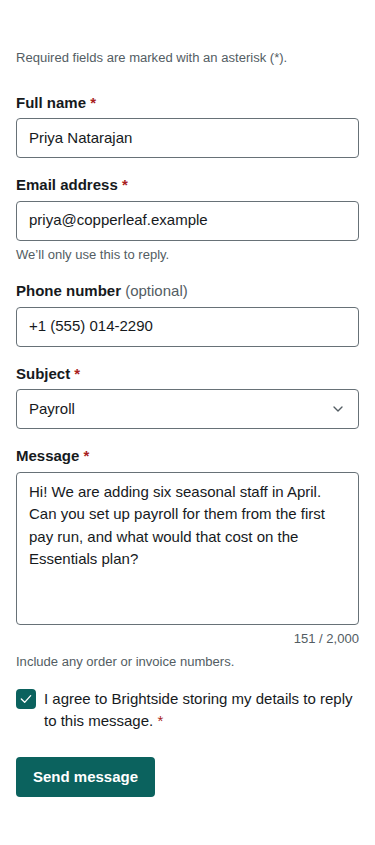 Required fields are marked with an asterisk (*).
Full name *
Priya Natarajan
Email address *
priya@copperleaf.example
We’ll only use this to reply.
Phone number (optional)
+1 (555) 014-2290
Subject *
Payroll
Message *
Hi! We are adding six seasonal staff in April.
Can you set up payroll for them from the first
pay run, and what would that cost on the
Essentials plan?
151 / 2,000
Include any order or invoice numbers.
I agree to Brightside storing my details to reply
to this message. *
Send message